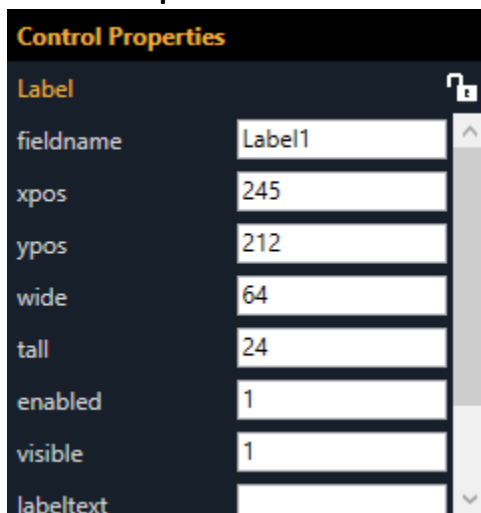 Control Properties
Label
fieldname Label1
xpos 245
ypos 212
wide 64
tall 24
enabled 1
visible 1
labeltext